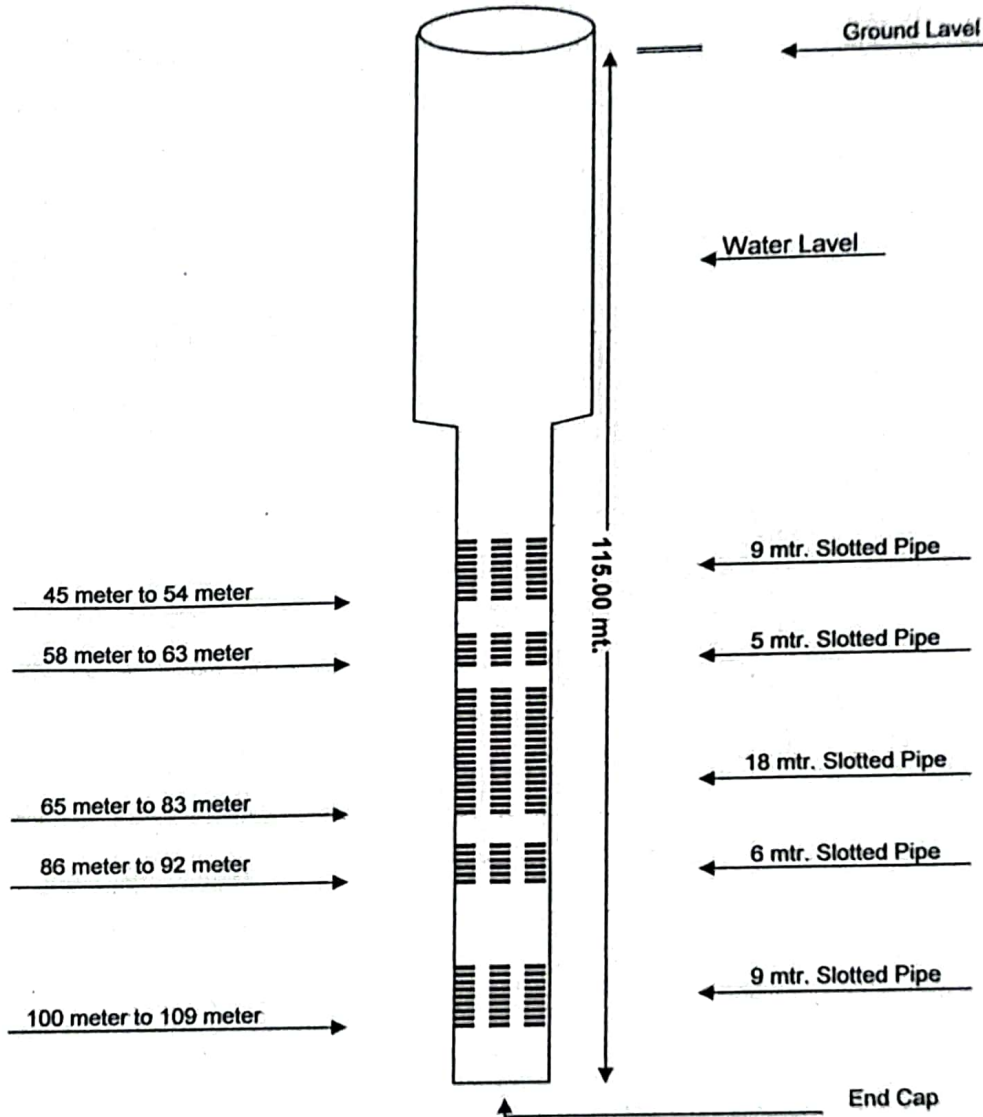 Ground Lavel
Water Lavel
115.00 mt.
9 mtr. Slotted Pipe
45 meter to 54 meter
5 mtr. Slotted Pipe
58 meter to 63 meter
18 mtr. Slotted Pipe
65 meter to 83 meter
6 mtr. Slotted Pipe
86 meter to 92 meter
9 mtr. Slotted Pipe
100 meter to 109 meter
End Cap